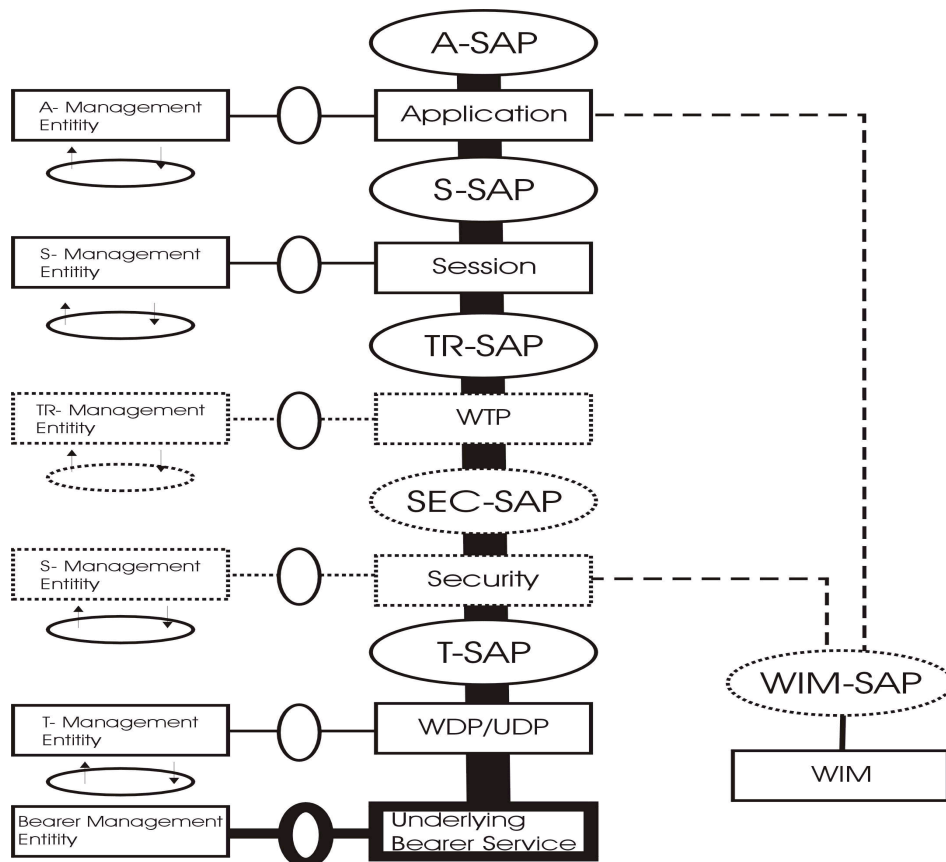 A-SAP
A- Management
Entitity
Application
S-SAP
S- Management
Entitity
Session
TR-SAP
TR- Management
Entitity
WTP
SEC-SAP
S- Management
Entitity
Security
T-SAP
WIM-SAP
T- Management
Entitity
WDP/UDP
WIM
Bearer Management
Entitity
Underlying
Bearer Service